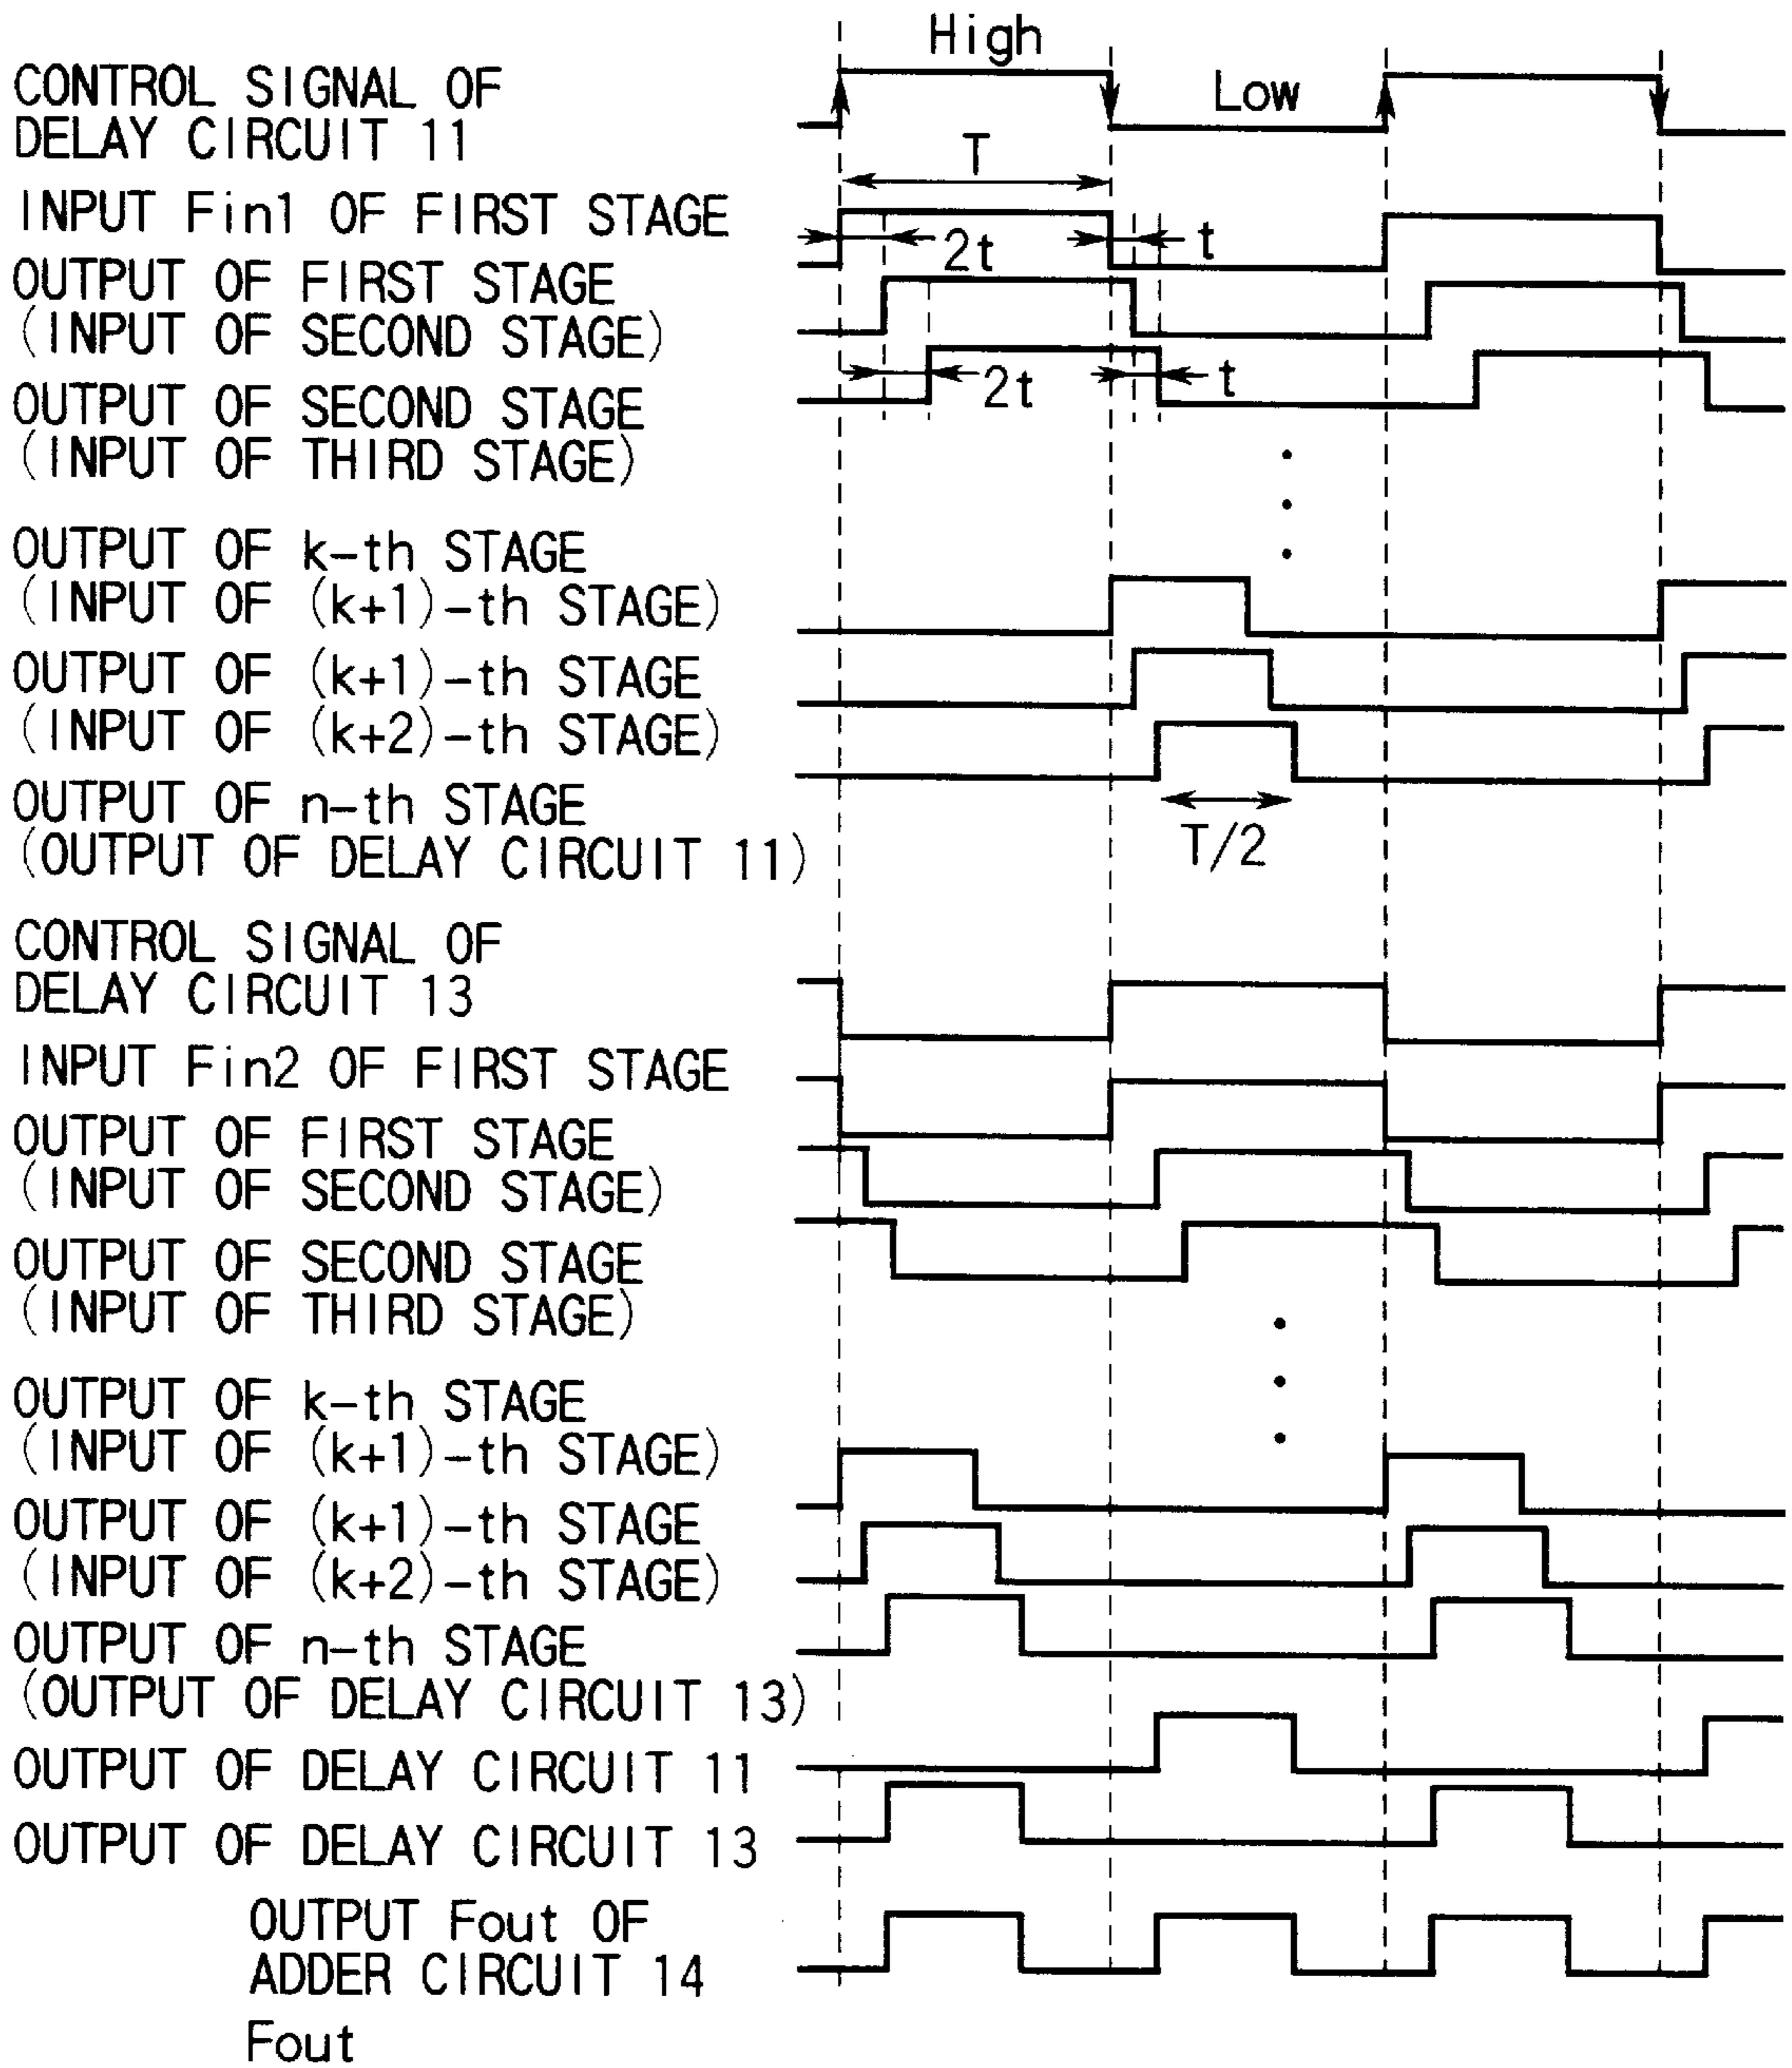 High
CONTROL SIGNAL OF
DELAY CIRCUIT 11
Low
T
INPUT Fin1 OF FIRST STAGE
2t
t
OUTPUT OF FIRST STAGE
(INPUT OF SECOND STAGE)
2t
t
OUTPUT OF SECOND STAGE
(INPUT OF THIRD STAGE)
OUTPUT OF k-th STAGE
(INPUT OF (k+1)-th STAGE)
OUTPUT OF (k+1)-th STAGE
(INPUT OF (k+2)-th STAGE)
OUTPUT OF n-th STAGE
(OUTPUT OF DELAY CIRCUIT 11)
T/2
CONTROL SIGNAL OF
DELAY CIRCUIT 13
INPUT Fin2 OF FIRST STAGE
OUTPUT OF FIRST STAGE
(INPUT OF SECOND STAGE)
OUTPUT OF SECOND STAGE
(INPUT OF THIRD STAGE)
OUTPUT OF k-th STAGE
(INPUT OF (k+1)-th STAGE)
OUTPUT OF (k+1)-th STAGE
(INPUT OF (k+2)-th STAGE)
OUTPUT OF n-th STAGE
(OUTPUT OF DELAY CIRCUIT 13)
OUTPUT OF DELAY CIRCUIT 11
OUTPUT OF DELAY CIRCUIT 13
OUTPUT Fout OF
ADDER CIRCUIT 14
Fout